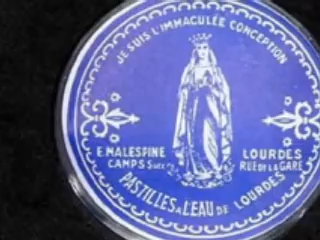 JE SUIS L'IMMACULÉE CONCEPTION
E. MALESPINE
CAMPS Succr
LOURDES
RUE DE LA GARE
PASTILLES À L'EAU DE LOURDES